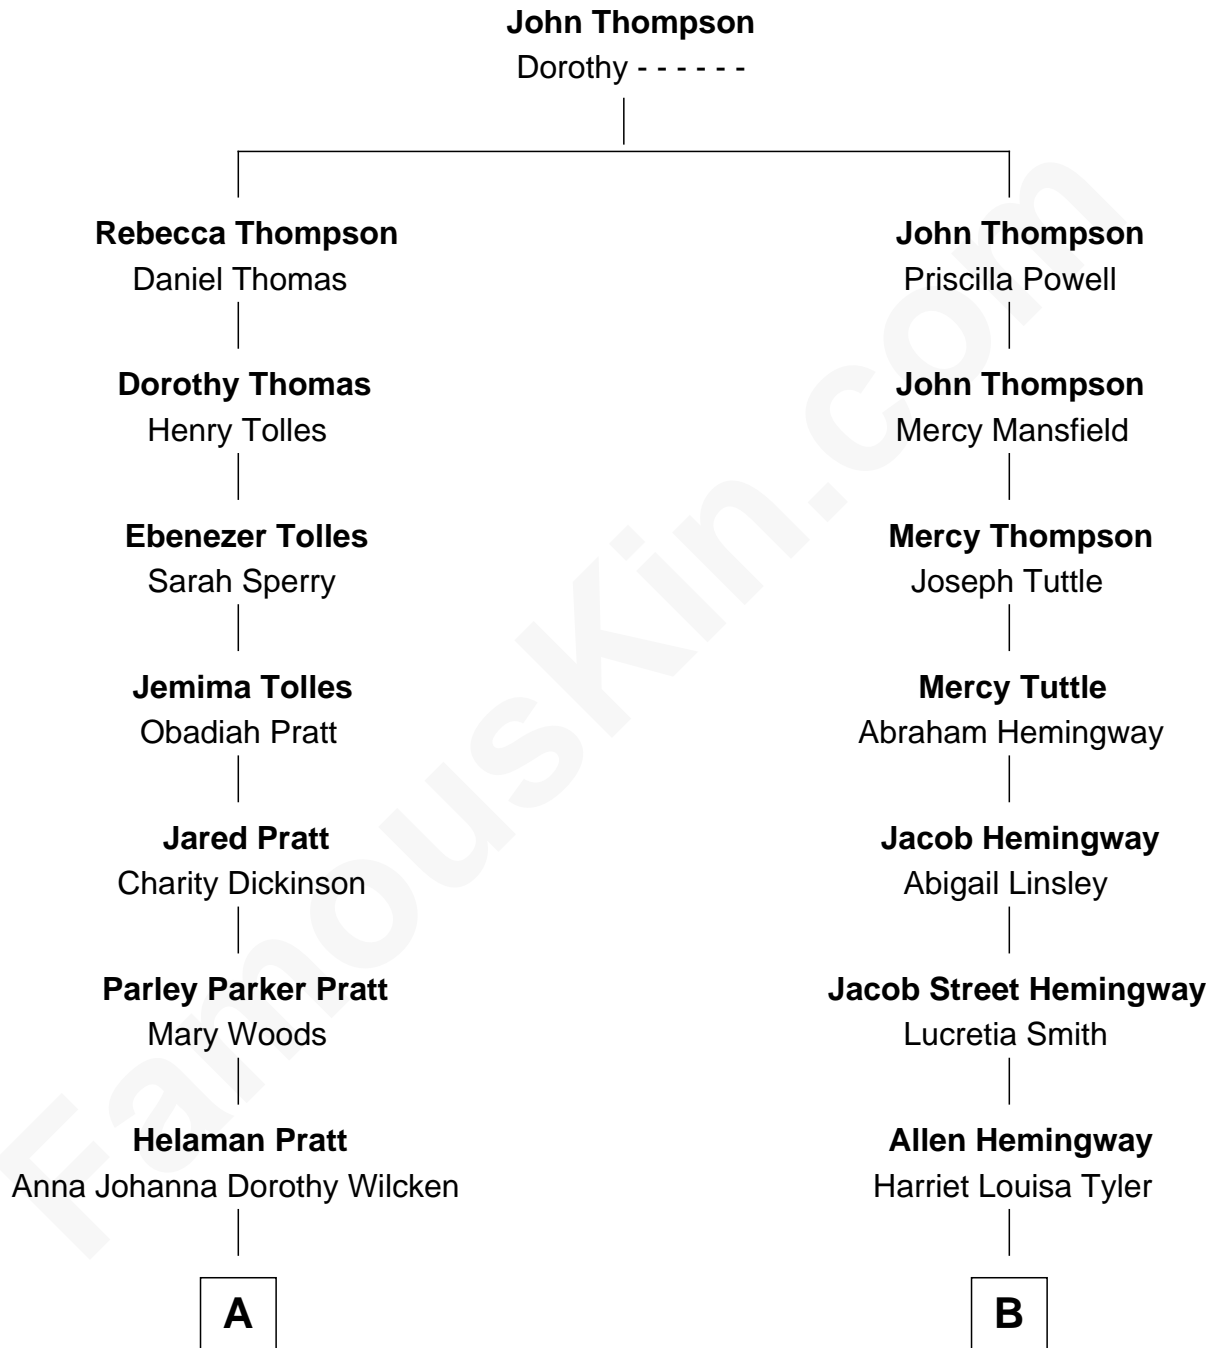 John Thompson
Dorothy - - - - - -
Rebecca Thompson
Daniel Thomas
John Thompson
Priscilla Powell
Dorothy Thomas
Henry Tolles
John Thompson
Mercy Mansfield
Ebenezer Tolles
Sarah Sperry
Mercy Thompson
Joseph Tuttle
Jemima Tolles
Obadiah Pratt
Mercy Tuttle
Abraham Hemingway
Jared Pratt
Charity Dickinson
Jacob Hemingway
Abigail Linsley
Parley Parker Pratt
Mary Woods
Jacob Street Hemingway
Lucretia Smith
Helaman Pratt
Anna Johanna Dorothy Wilcken
Allen Hemingway
Harriet Louisa Tyler
A
B
FamousKin.com